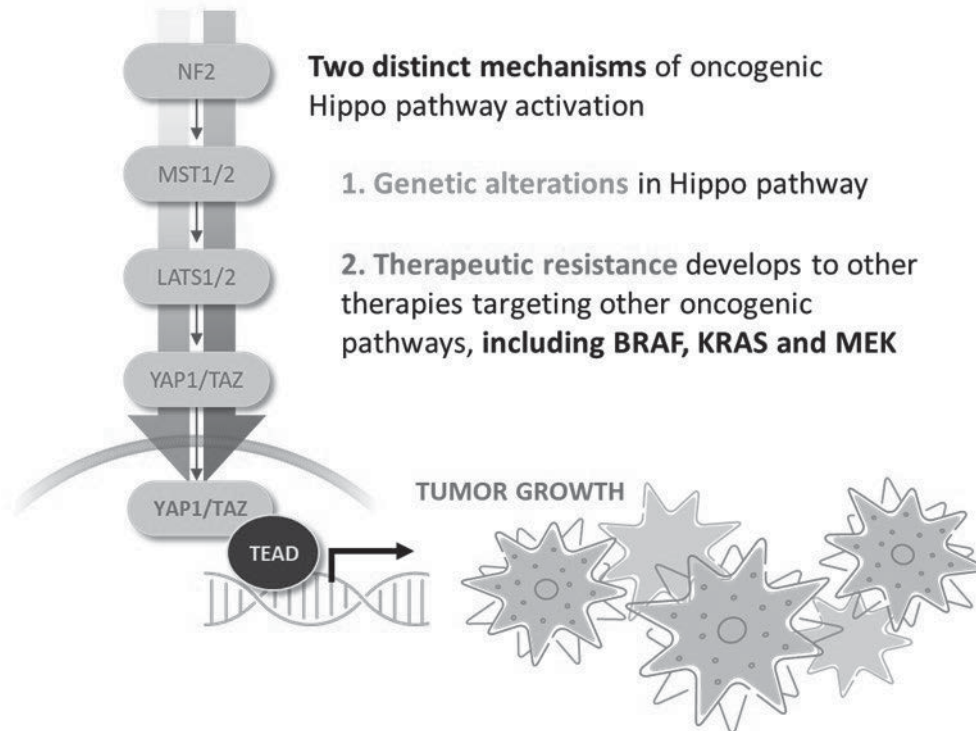 NF2
MST1/2
LATS1/2
YAP1/TAZ
YAP1/TAZ
TEAD
Two distinct mechanisms of oncogenic
Hippo pathway activation
1. Genetic alterations in Hippo pathway
2. Therapeutic resistance develops to other
therapies targeting other oncogenic
pathways, including BRAF, KRAS and MEK
TUMOR GROWTH